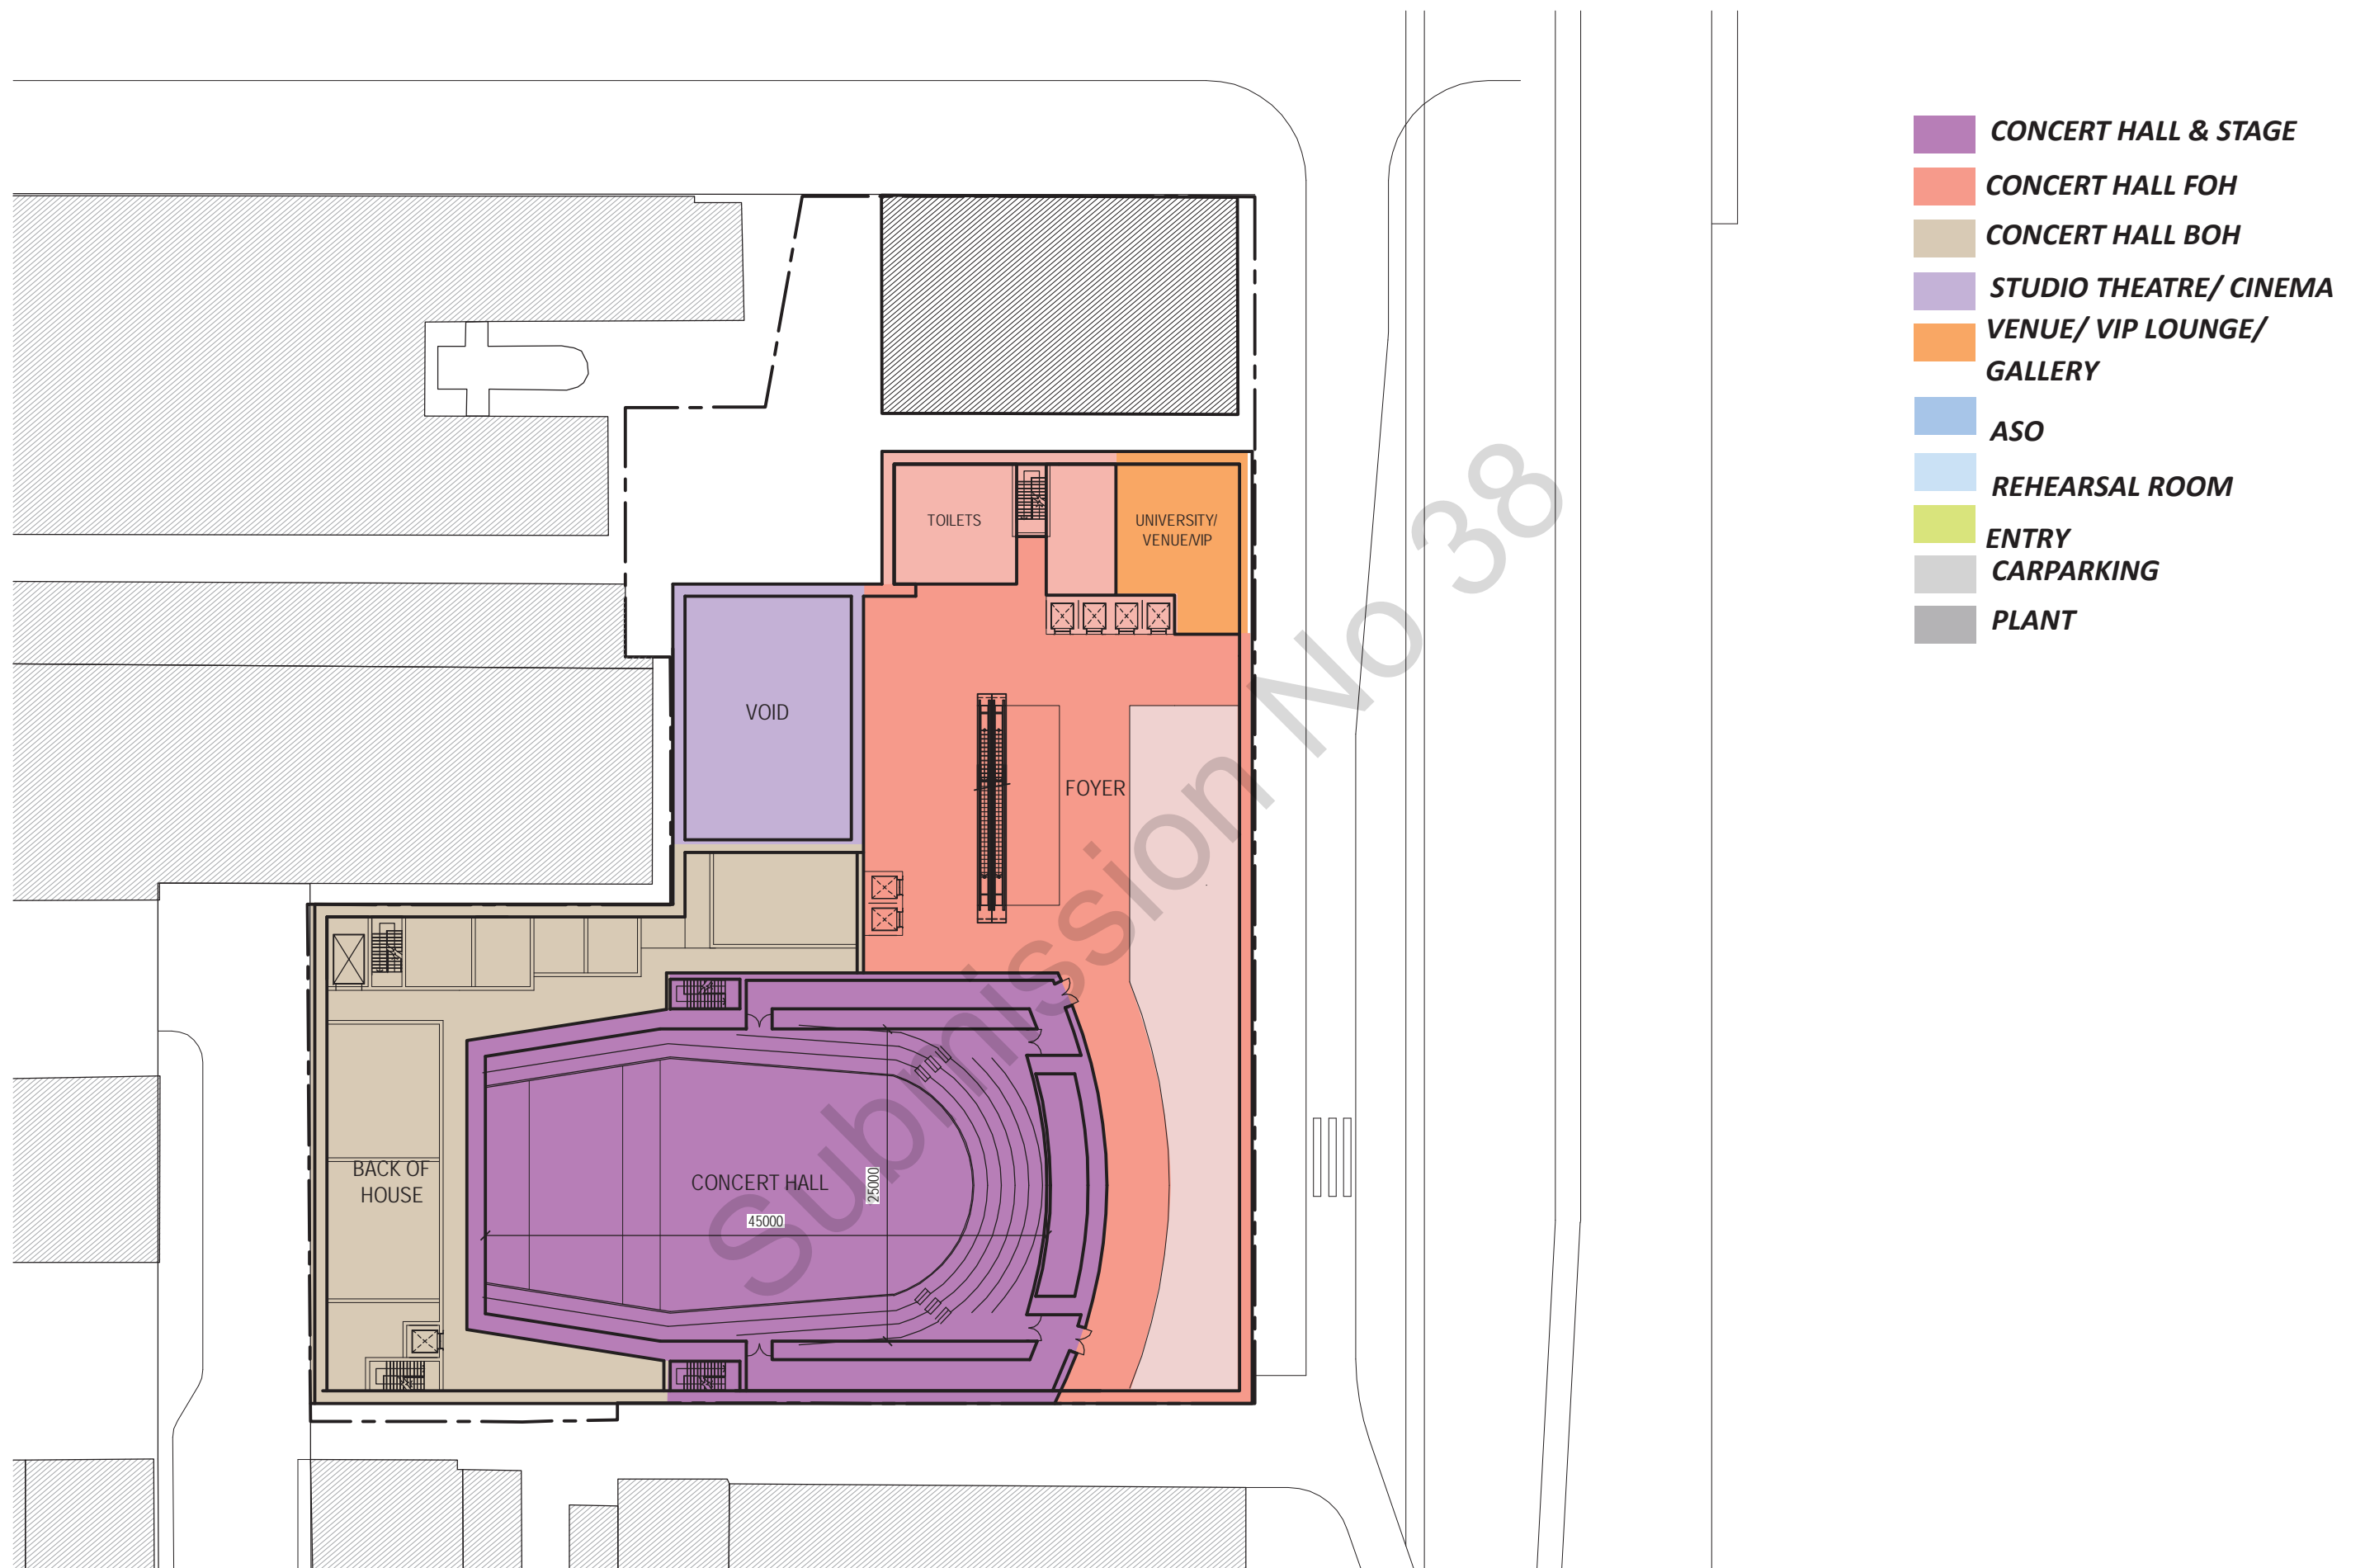 CONCERT HALL & STAGE
CONCERT HALL FOH
CONCERT HALL BOH
STUDIO THEATRE/ CINEMA
VENUE/ VIP LOUNGE/
GALLERY
ASO
REHEARSAL ROOM
ENTRY
CARPARKING
PLANT
TOILETS
UNIVERSITY/
VENUE/VIP
VOID
FOYER
BACK OF
HOUSE
CONCERT HALL
45000
25000
Submission No 38